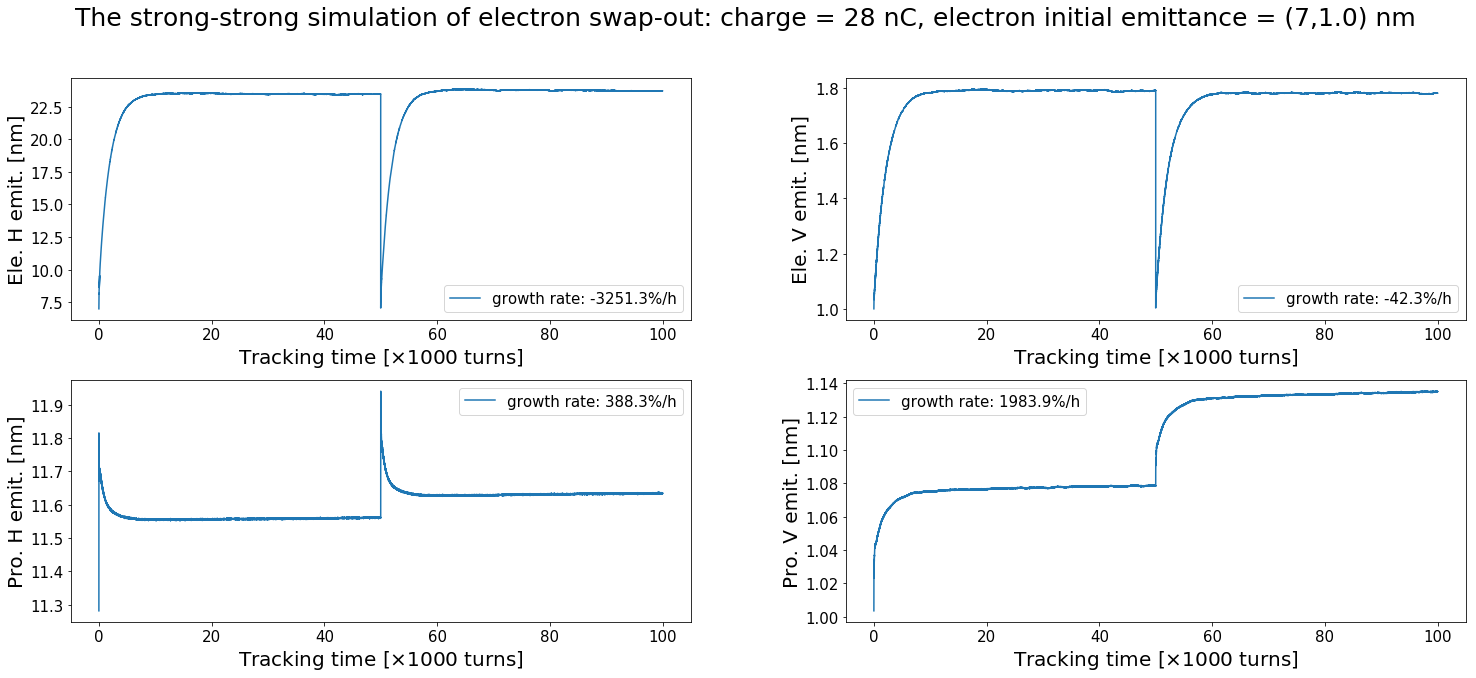 The strong-strong simulation of electron swap-out: charge = 28 nC, electron initial emittance = (7,1.0) nm
Ele. H emit. [nm]
22.5
20.0
17.5
15.0
12.5
10.0
7.5
growth rate: -3251.3%/h
0 20 40 60 80 100
Tracking time [×1000 turns]
Ele. V emit. [nm]
1.8
1.6
1.4
1.2
1.0
growth rate: -42.3%/h
0 20 40 60 80 100
Tracking time [×1000 turns]
Pro. H emit. [nm]
11.9
11.8
11.7
11.6
11.5
11.4
11.3
growth rate: 388.3%/h
0 20 40 60 80 100
Tracking time [×1000 turns]
Pro. V emit. [nm]
1.14
1.12
1.10
1.08
1.06
1.04
1.02
1.00
growth rate: 1983.9%/h
0 20 40 60 80 100
Tracking time [×1000 turns]